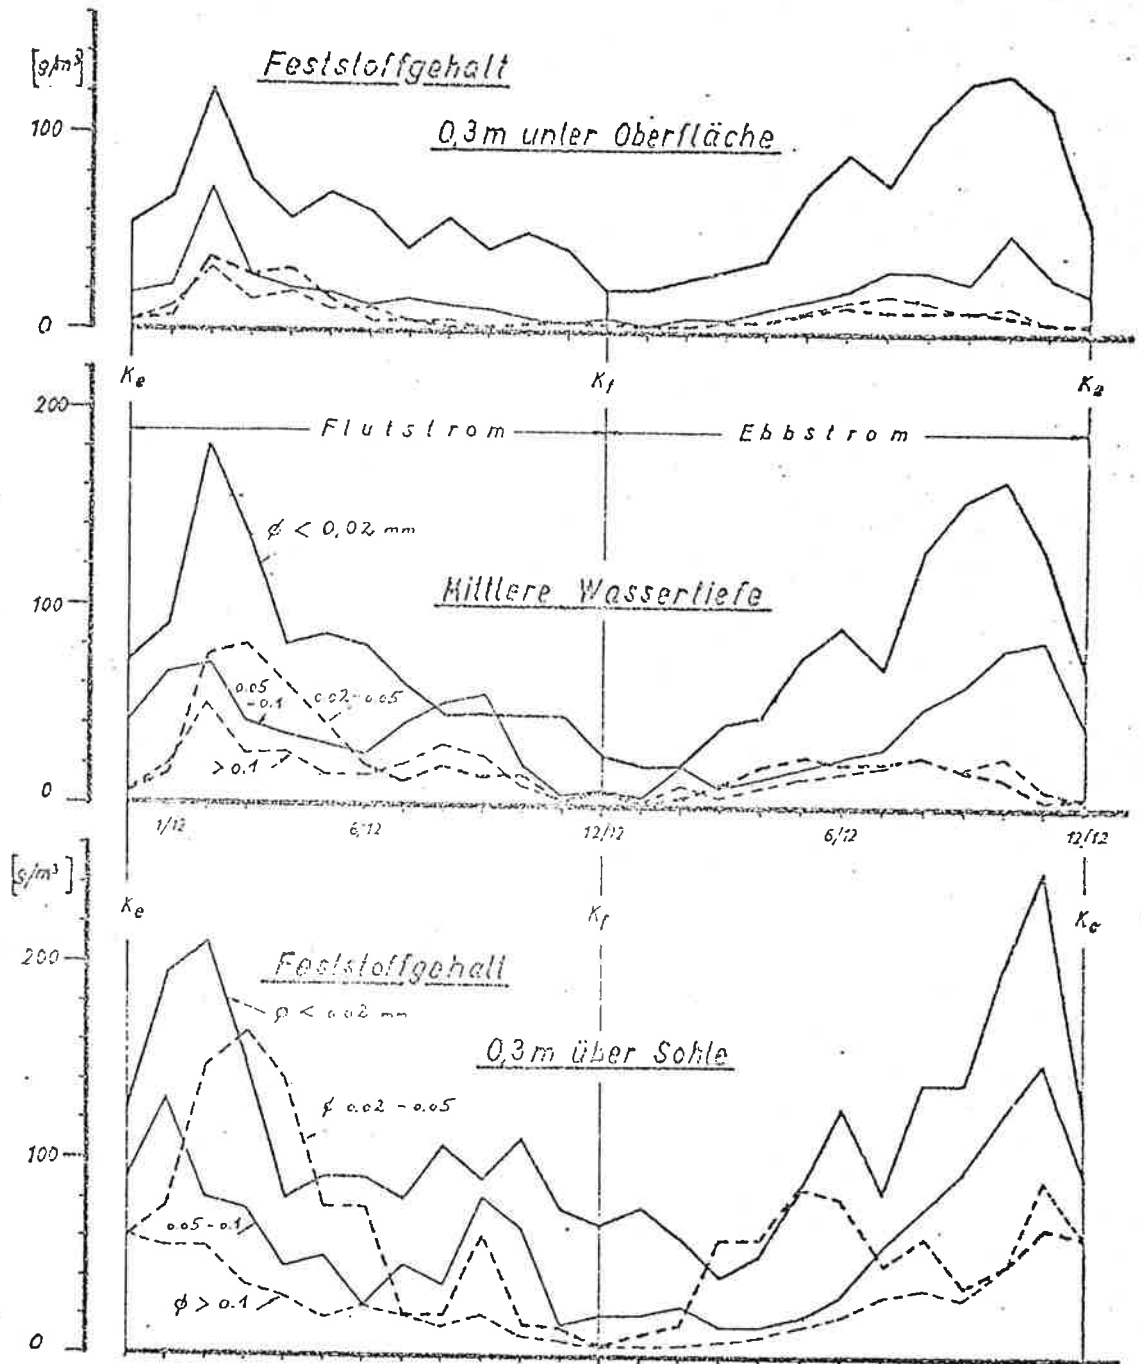 [g/m³]
Feststoffgehalt
0,3m unter Oberfläche
100
0
Ke Kf Ke
200
Flutstrom Ebbstrom
ϕ < 0,02 mm
Mittlere Wassertiefe
100
0.05 - 0.1
0.02 - 0.05
> 0.1
0
1/12 6/12 12/12 6/12 12/12
[g/m³]
Ke Kf Ke
200
Feststoffgehalt
ϕ < 0.02 mm
0,3m über Sohle
ϕ 0.02 - 0.05
100
0.05 - 0.1
ϕ > 0.1
0